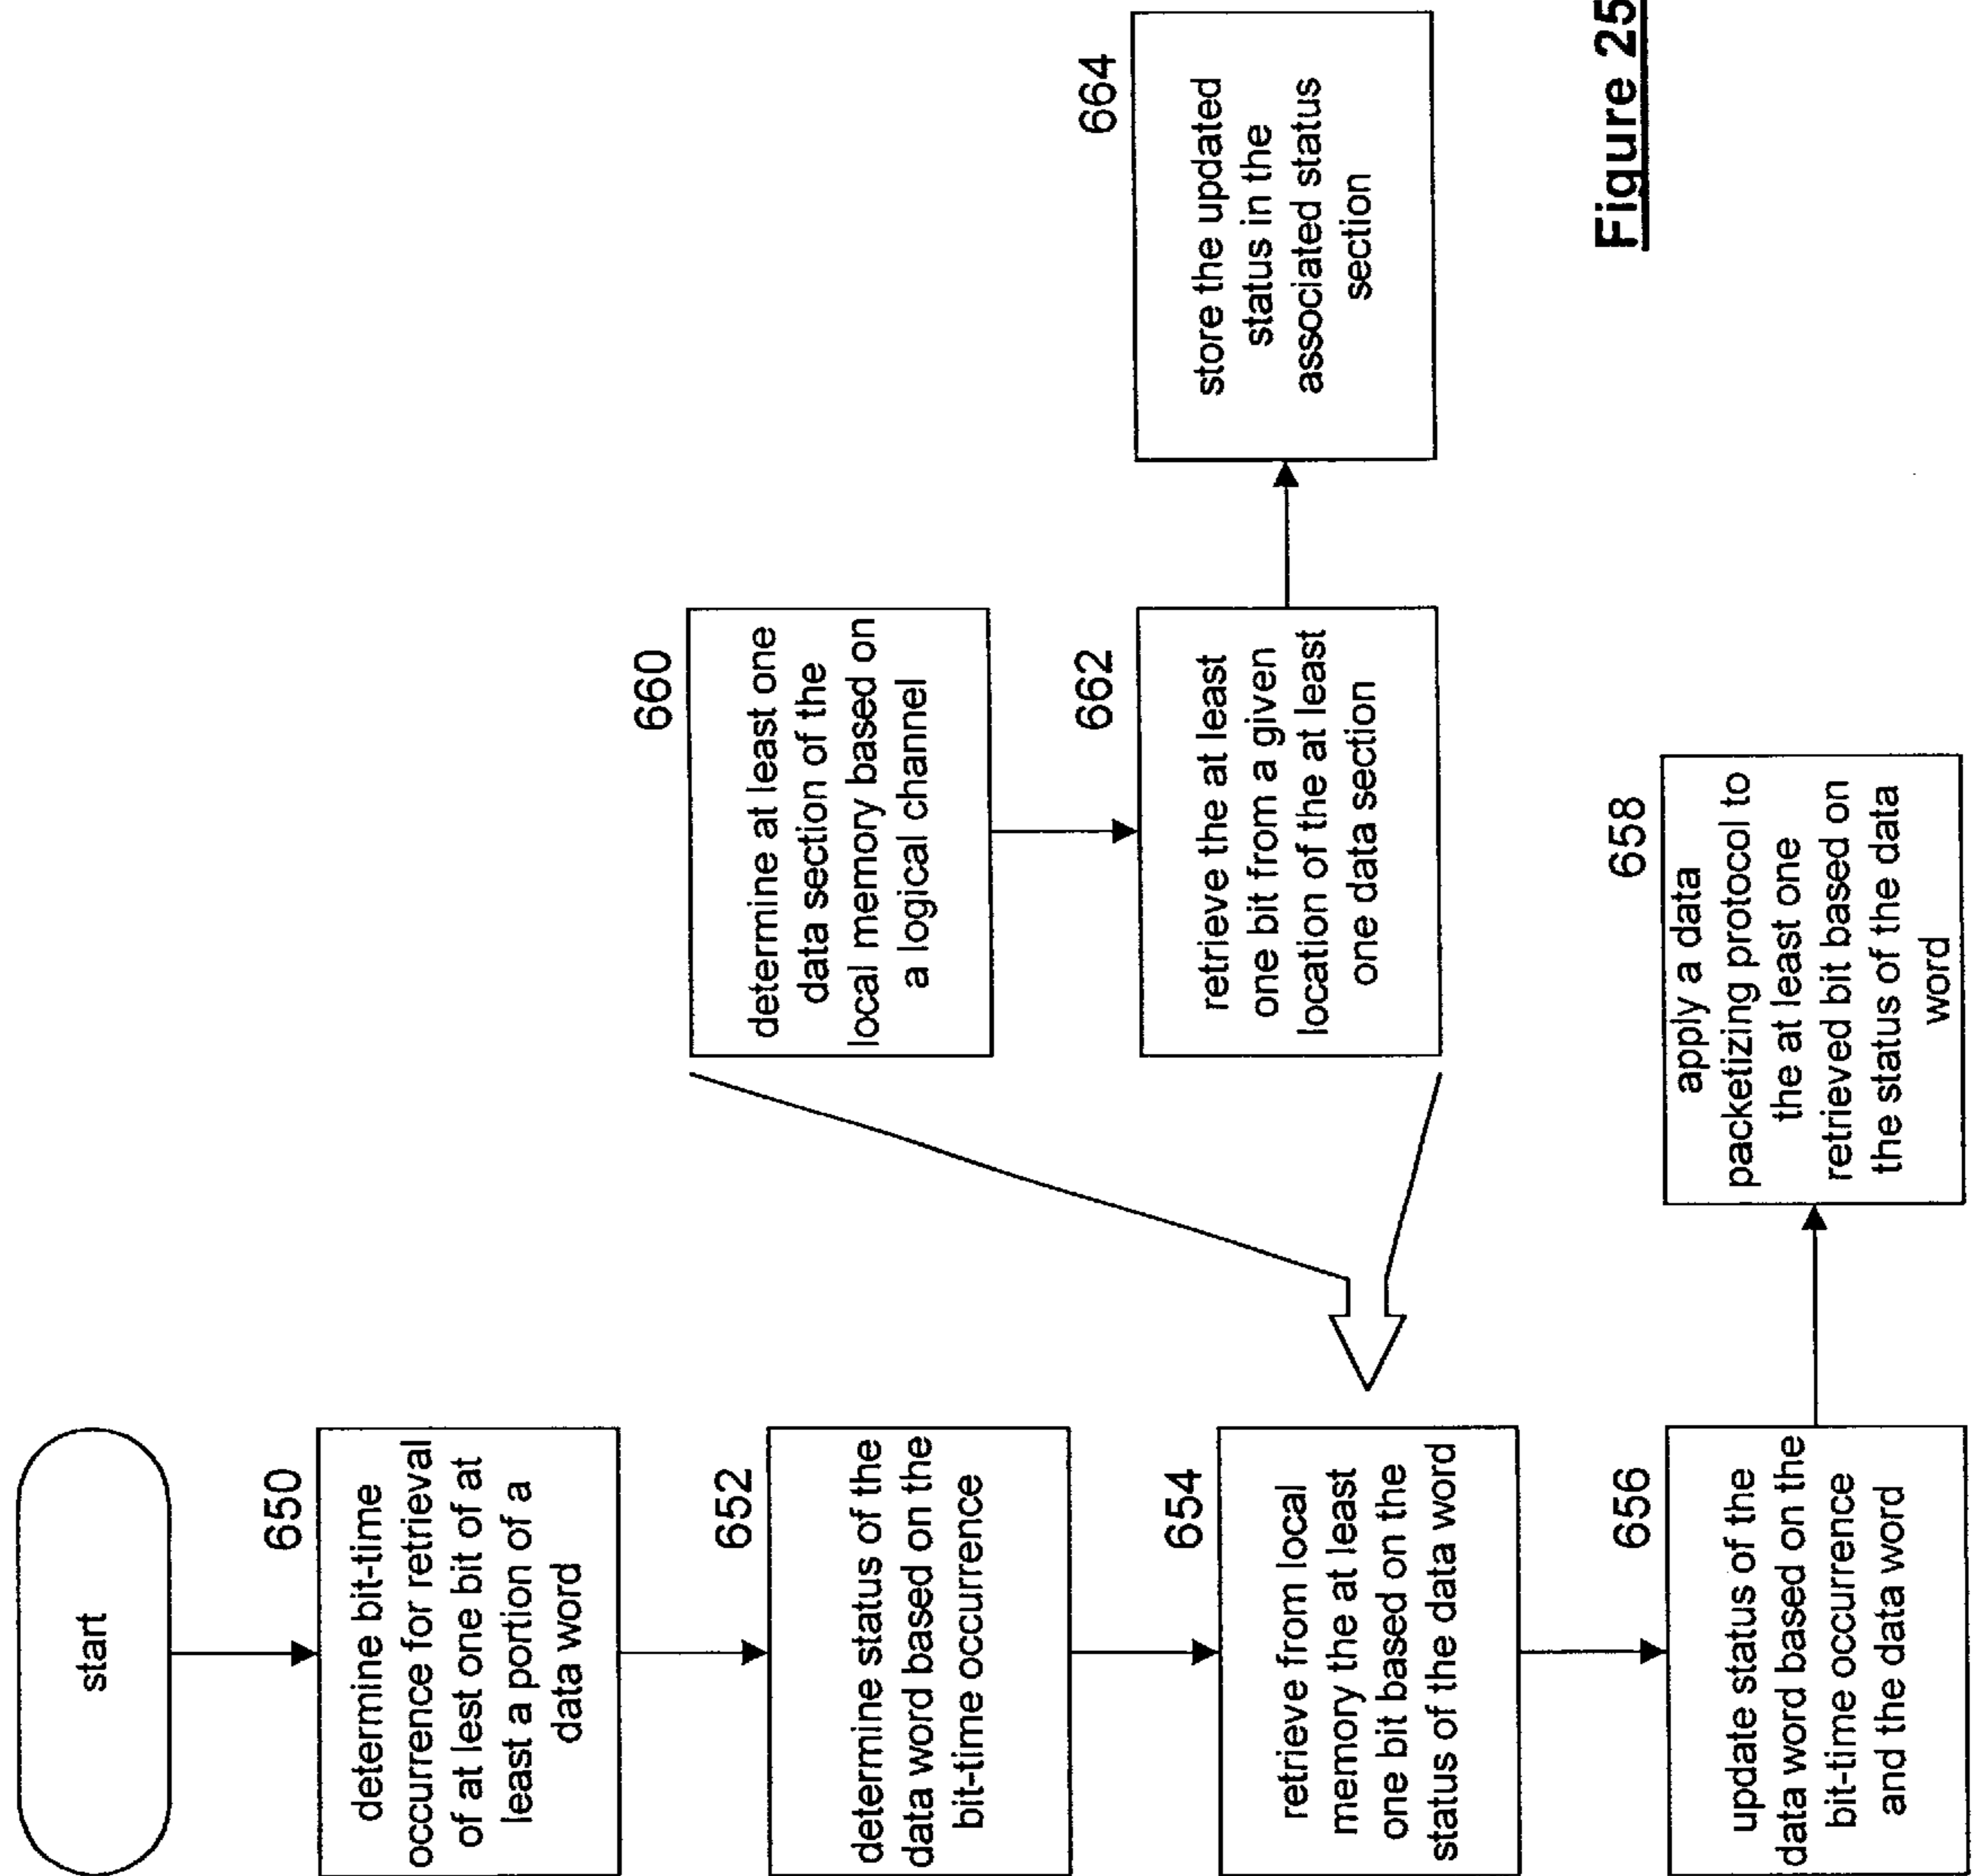 start
650
determine bit-time
occurrence for retrieval
of at lest one bit of at
least a portion of a
data word
652
determine status of the
data word based on the
bit-time occurrence
654
retrieve from local
memory the at least
one bit based on the
status of the data word
656
update status of the
data word based on the
bit-time occurrence
and the data word
658
apply a data
packetizing protocol to
the at least one
retrieved bit based on
the status of the data
word
660
determine at least one
data section of the
local memory based on
a logical channel
662
retrieve the at least
one bit from a given
location of the at least
one data section
664
store the updated
status in the
associated status
section
Figure 25